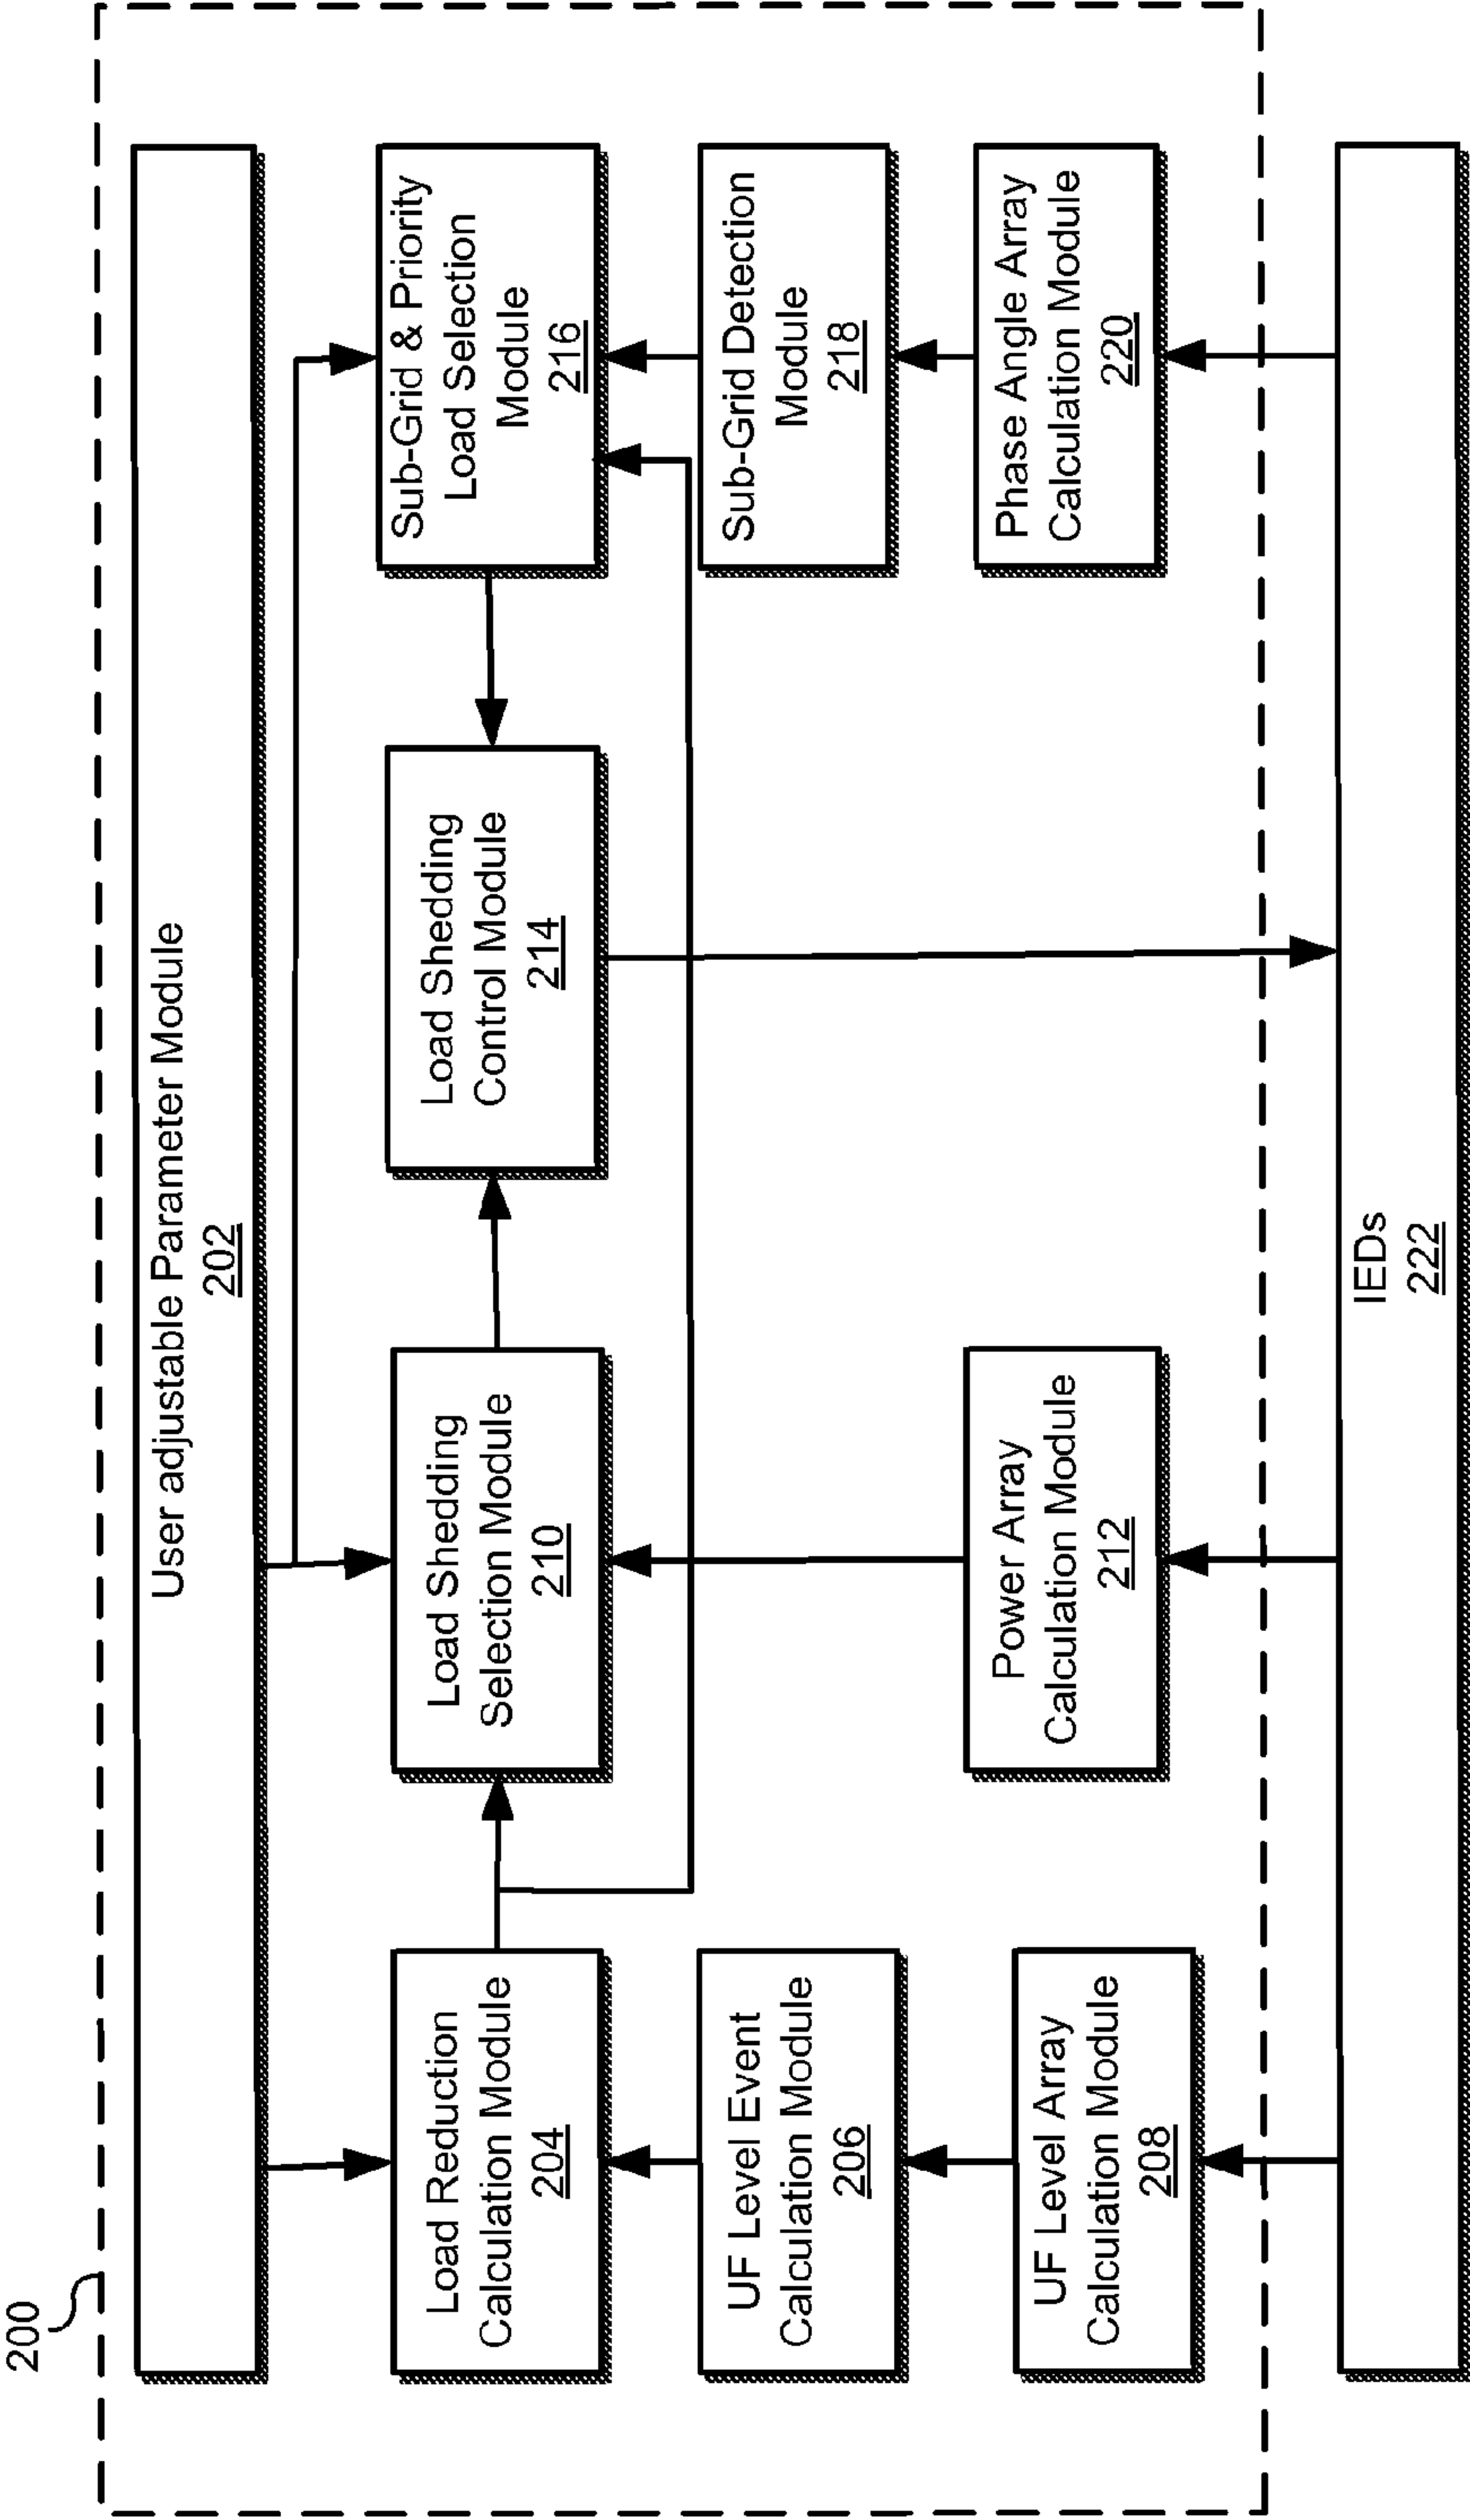 200
User adjustable Parameter Module
202
Load Reduction
Calculation Module
204
Load Shedding
Selection Module
210
Load Shedding
Control Module
214
Sub-Grid & Priority
Load Selection
Module
216
UF Level Event
Calculation Module
206
Sub-Grid Detection
Module
218
UF Level Array
Calculation Module
208
Power Array
Calculation Module
212
Phase Angle Array
Calculation Module
220
IEDs
222